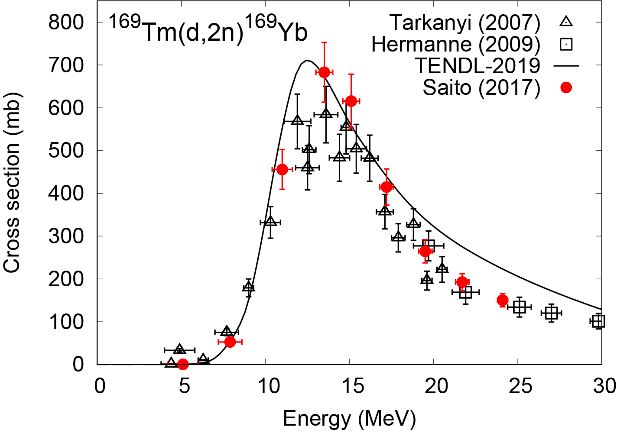 ¹⁶⁹Tm(d,2n)¹⁶⁹Yb
Tarkanyi (2007)
Hermanne (2009)
TENDL-2019
Saito (2017)
Cross section (mb)
800
700
600
500
400
300
200
100
0
0 5 10 15 20 25 30
Energy (MeV)